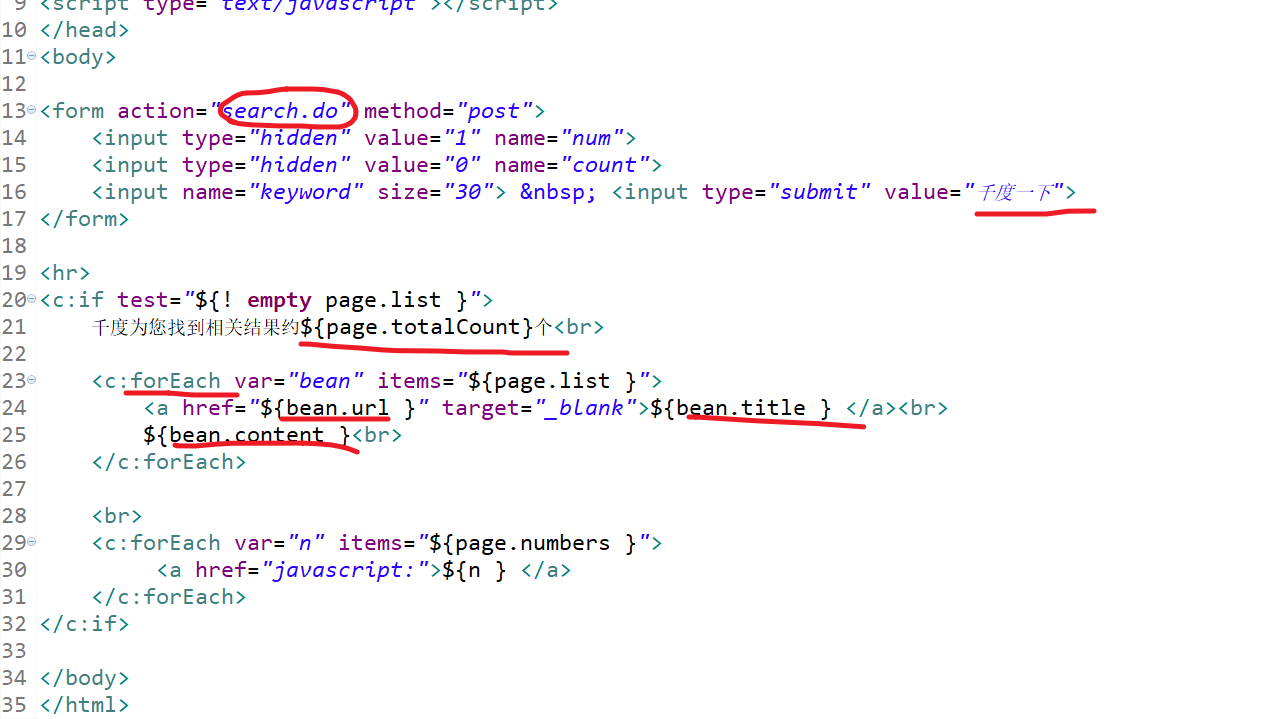 9 <script type="text/javascript"></script>
10 </head>
11 <body>
12
13 <form action="search.do" method="post">
14 <input type="hidden" value="1" name="num">
15 <input type="hidden" value="0" name="count">
16 <input name="keyword" size="30"> &nbsp; <input type="submit" value="千度一下">
17 </form>
18
19 <hr>
20 <c:if test="${! empty page.list }">
21 千度为您找到相关结果约${page.totalCount}个<br>
22
23 <c:forEach var="bean" items="${page.list }">
24 <a href="${bean.url }" target="_blank">${bean.title } </a><br>
25 ${bean.content }<br>
26 </c:forEach>
27
28 <br>
29 <c:forEach var="n" items="${page.numbers }">
30 <a href="javascript:">${n } </a>
31 </c:forEach>
32 </c:if>
33
34 </body>
35 </html>